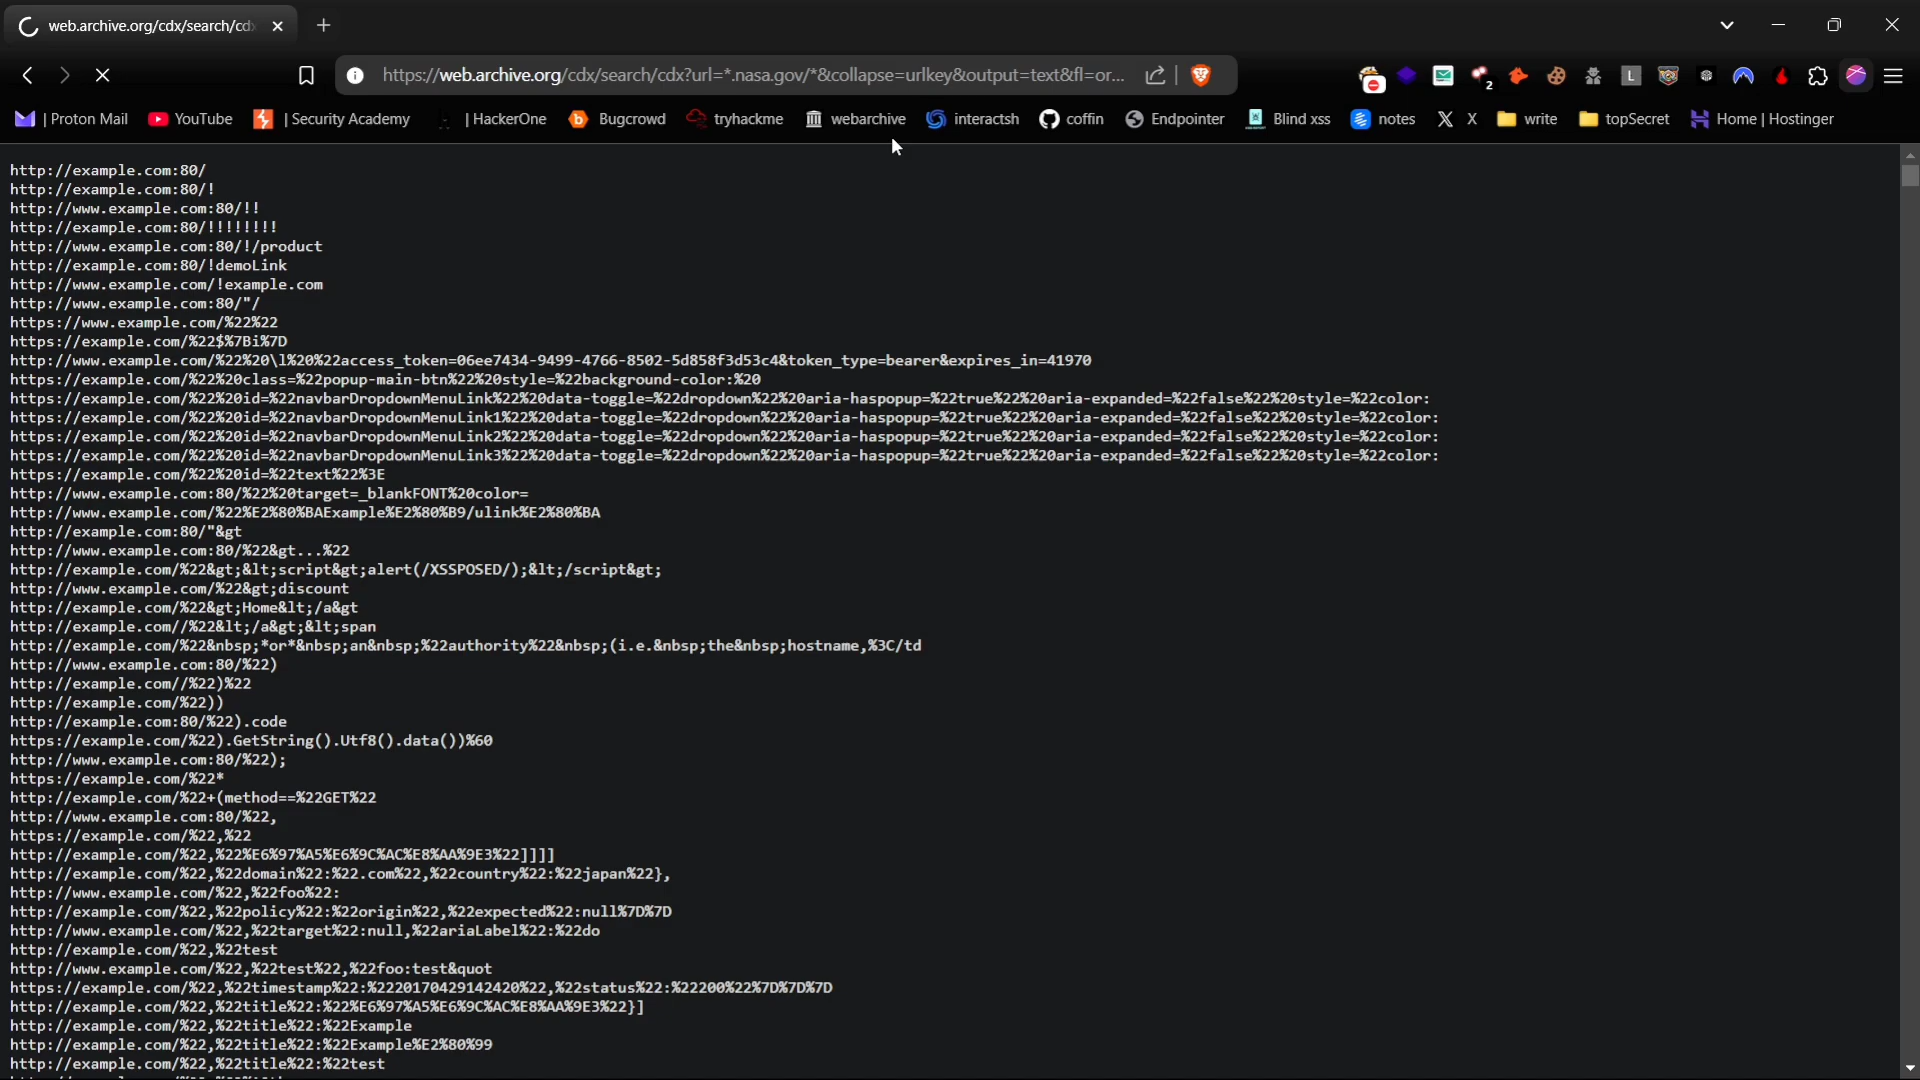 web.archive.org/cdx/search/cd
https://web.archive.org/cdx/search/cdx?url=*.nasa.gov/*&collapse=urlkey&output=text&fl=or...
2
L
| Proton Mail YouTube | Security Academy | HackerOne Bugcrowd tryhackme webarchive interactsh coffin Endpointer Blind xss notes X write topSecret Home | Hostinger
http://example.com:80/
http://example.com:80/!
http://www.example.com:80/!!
http://example.com:80/!!!!!!!!
http://www.example.com:80/!/product
http://example.com:80/!demoLink
http://www.example.com/!example.com
http://www.example.com:80/"/
https://www.example.com/%22%22
https://example.com/%22$%7Bi%7D
http://www.example.com/%22%20\l%20%22access_token=06ee7434-9499-4766-8502-5d858f3d53c4&token_type=bearer&expires_in=41970
https://example.com/%22%20class=%22popup-main-btn%22%20style=%22background-color:%20
https://example.com/%22%20id=%22navbarDropdownMenuLink%22%20data-toggle=%22dropdown%22%20aria-haspopup=%22true%22%20aria-expanded=%22false%22%20style=%22color:
https://example.com/%22%20id=%22navbarDropdownMenuLink1%22%20data-toggle=%22dropdown%22%20aria-haspopup=%22true%22%20aria-expanded=%22false%22%20style=%22color:
https://example.com/%22%20id=%22navbarDropdownMenuLink2%22%20data-toggle=%22dropdown%22%20aria-haspopup=%22true%22%20aria-expanded=%22false%22%20style=%22color:
https://example.com/%22%20id=%22navbarDropdownMenuLink3%22%20data-toggle=%22dropdown%22%20aria-haspopup=%22true%22%20aria-expanded=%22false%22%20style=%22color:
https://example.com/%22%20id=%22text%22%3E
http://www.example.com:80/%22%20target=_blankFONT%20color=
http://www.example.com/%22%E2%80%BAExample%E2%80%B9/ulink%E2%80%BA
http://example.com:80/"&gt
http://www.example.com:80/%22&gt...%22
http://example.com/%22&gt;&lt;script&gt;alert(/XSSPOSED/);&lt;/script&gt;
http://www.example.com/%22&gt;discount
http://example.com/%22&gt;Home&lt;/a&gt
http://example.com//%22&lt;/a&gt;&lt;span
http://example.com/%22&nbsp;*or*&nbsp;an&nbsp;%22authority%22&nbsp;(i.e.&nbsp;the&nbsp;hostname,%3C/td
http://www.example.com:80/%22)
http://example.com//%22)%22
http://example.com/%22))
http://example.com:80/%22).code
https://example.com/%22).GetString().Utf8().data())%60
http://www.example.com:80/%22);
https://example.com/%22*
http://example.com/%22+(method==%22GET%22
http://www.example.com:80/%22,
https://example.com/%22,%22
http://example.com/%22,%22%E6%97%A5%E6%9C%AC%E8%AA%9E3%22]]]]
http://example.com/%22,%22domain%22:%22.com%22,%22country%22:%22japan%22},
http://www.example.com/%22,%22foo%22:
http://example.com/%22,%22policy%22:%22origin%22,%22expected%22:null%7D%7D
http://www.example.com/%22,%22target%22:null,%22ariaLabel%22:%22do
http://example.com/%22,%22test
http://www.example.com/%22,%22test%22,%22foo:test&quot
https://example.com/%22,%22timestamp%22:%2220170429142420%22,%22status%22:%22200%22%7D%7D%7D
http://example.com/%22,%22title%22:%22%E6%97%A5%E6%9C%AC%E8%AA%9E3%22}]
http://example.com/%22,%22title%22:%22Example
http://example.com/%22,%22title%22:%22Example%E2%80%99
http://example.com/%22,%22title%22:%22test